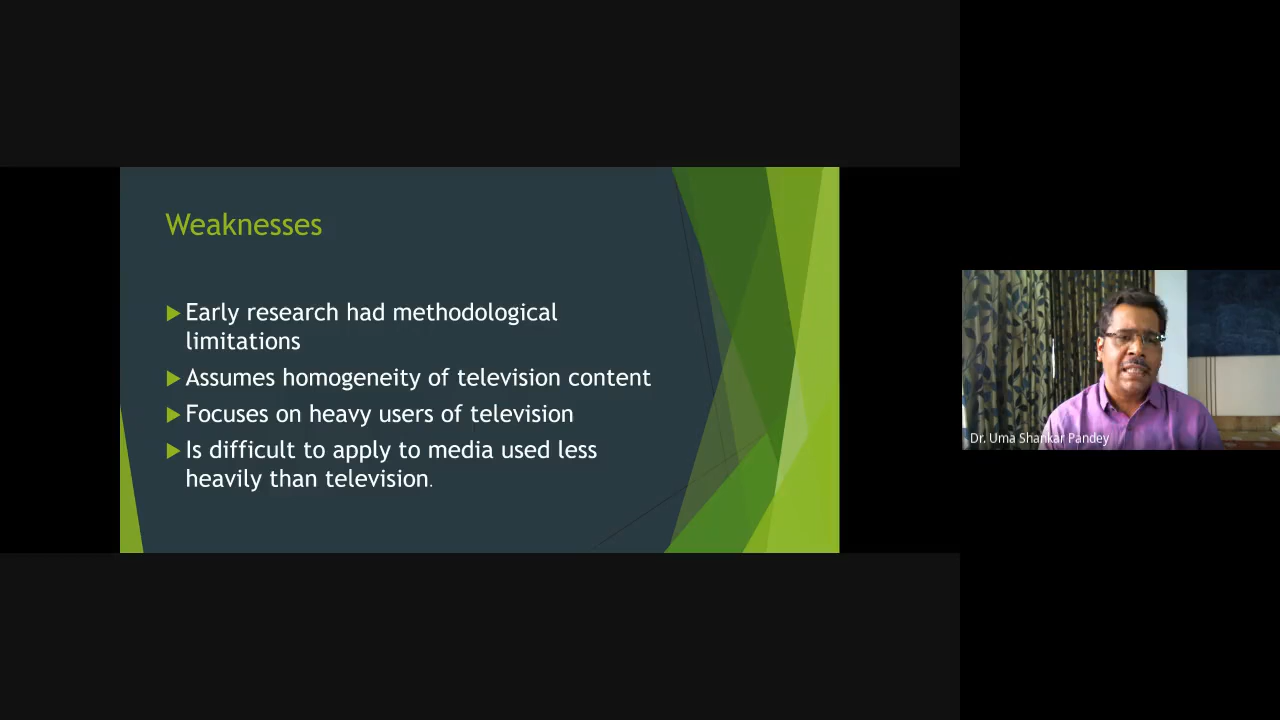 Weaknesses
Early research had methodological
limitations
Assumes homogeneity of television content
Focuses on heavy users of television
Is difficult to apply to media used less
heavily than television.
Dr. Uma Shankar Pandey